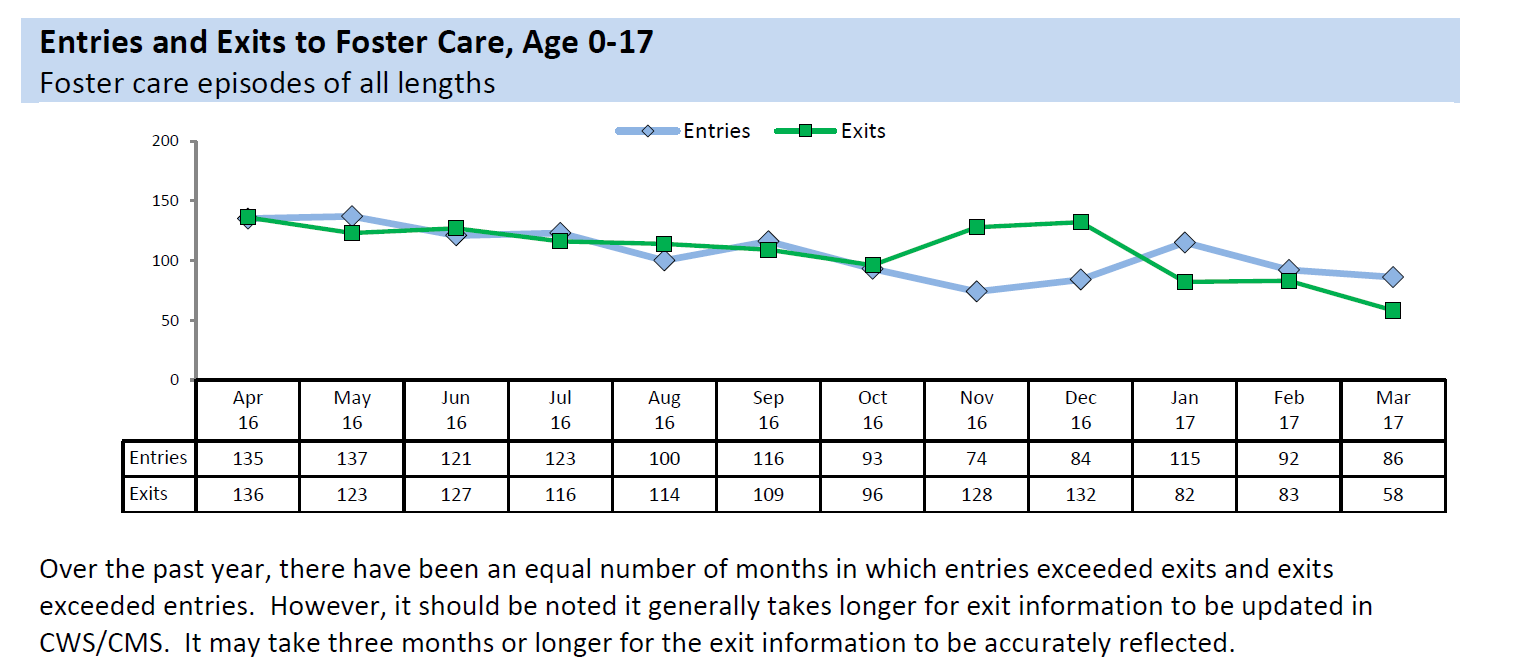 Entries and Exits to Foster Care, Age 0-17
Foster care episodes of all lengths
Entries Exits
200
150
100
50
0
Apr May Jun Jul Aug Sep Oct Nov Dec Jan Feb Mar
16 16 16 16 16 16 16 16 16 17 17 17
Entries 135 137 121 123 100 116 93 74 84 115 92 86
Exits 136 123 127 116 114 109 96 128 132 82 83 58
Over the past year, there have been an equal number of months in which entries exceeded exits and exits
exceeded entries.  However, it should be noted it generally takes longer for exit information to be updated in
CWS/CMS.  It may take three months or longer for the exit information to be accurately reflected.